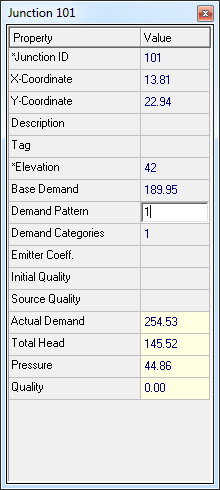 Junction 101
Property Value
*Junction ID 101
X-Coordinate 13.81
Y-Coordinate 22.94
Description
Tag
*Elevation 42
Base Demand 189.95
Demand Pattern 1
Demand Categories 1
Emitter Coeff.
Initial Quality
Source Quality
Actual Demand 254.53
Total Head 145.52
Pressure 44.86
Quality 0.00